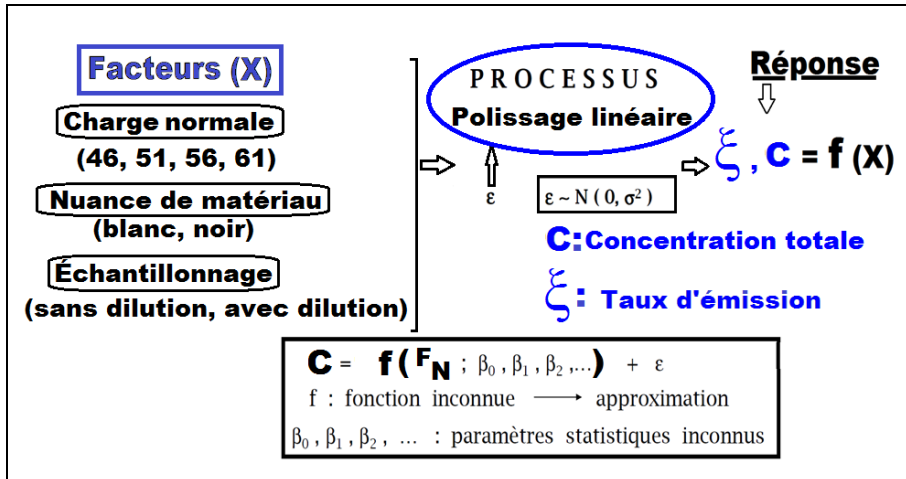 Facteurs (X)
Charge normale
(46, 51, 56, 61)
Nuance de matériau
(blanc, noir)
Échantillonnage
(sans dilution, avec dilution)
PROCESSUS
Polissage linéaire
ε
ε ~ N ( 0, σ² )
Réponse
ξ , C = f (X)
C: Concentration totale
ξ : Taux d'émission
C = f ( F_N ; β₀ , β₁ , β₂ ,...) + ε
f : fonction inconnue ⟶ approximation
β₀ , β₁ , β₂ , ... : paramètres statistiques inconnus